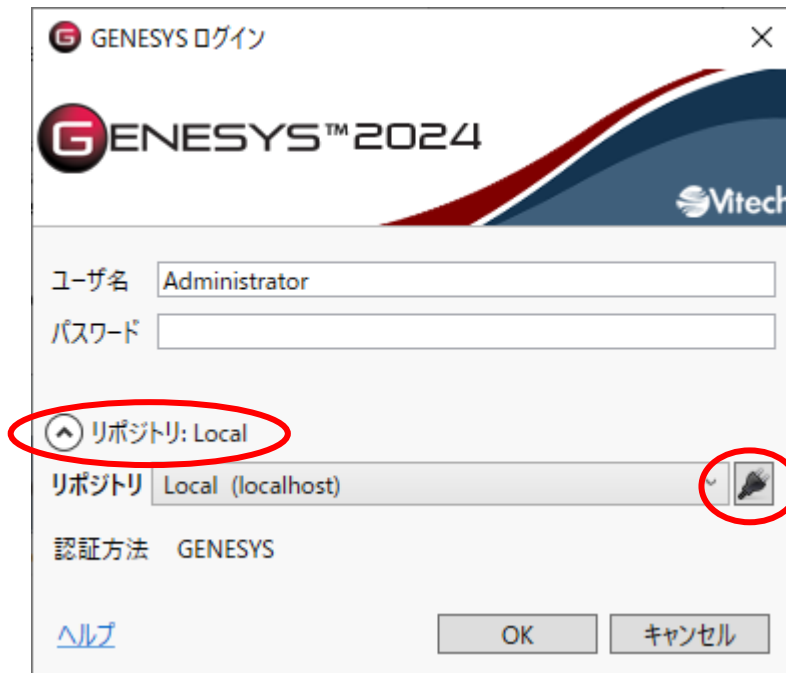 GENESYS ログイン
GENESYS™2024
Vitech
ユーザ名 Administrator
パスワード
リポジトリ: Local
リポジトリ Local (localhost)
認証方法 GENESYS
ヘルプ OK キャンセル